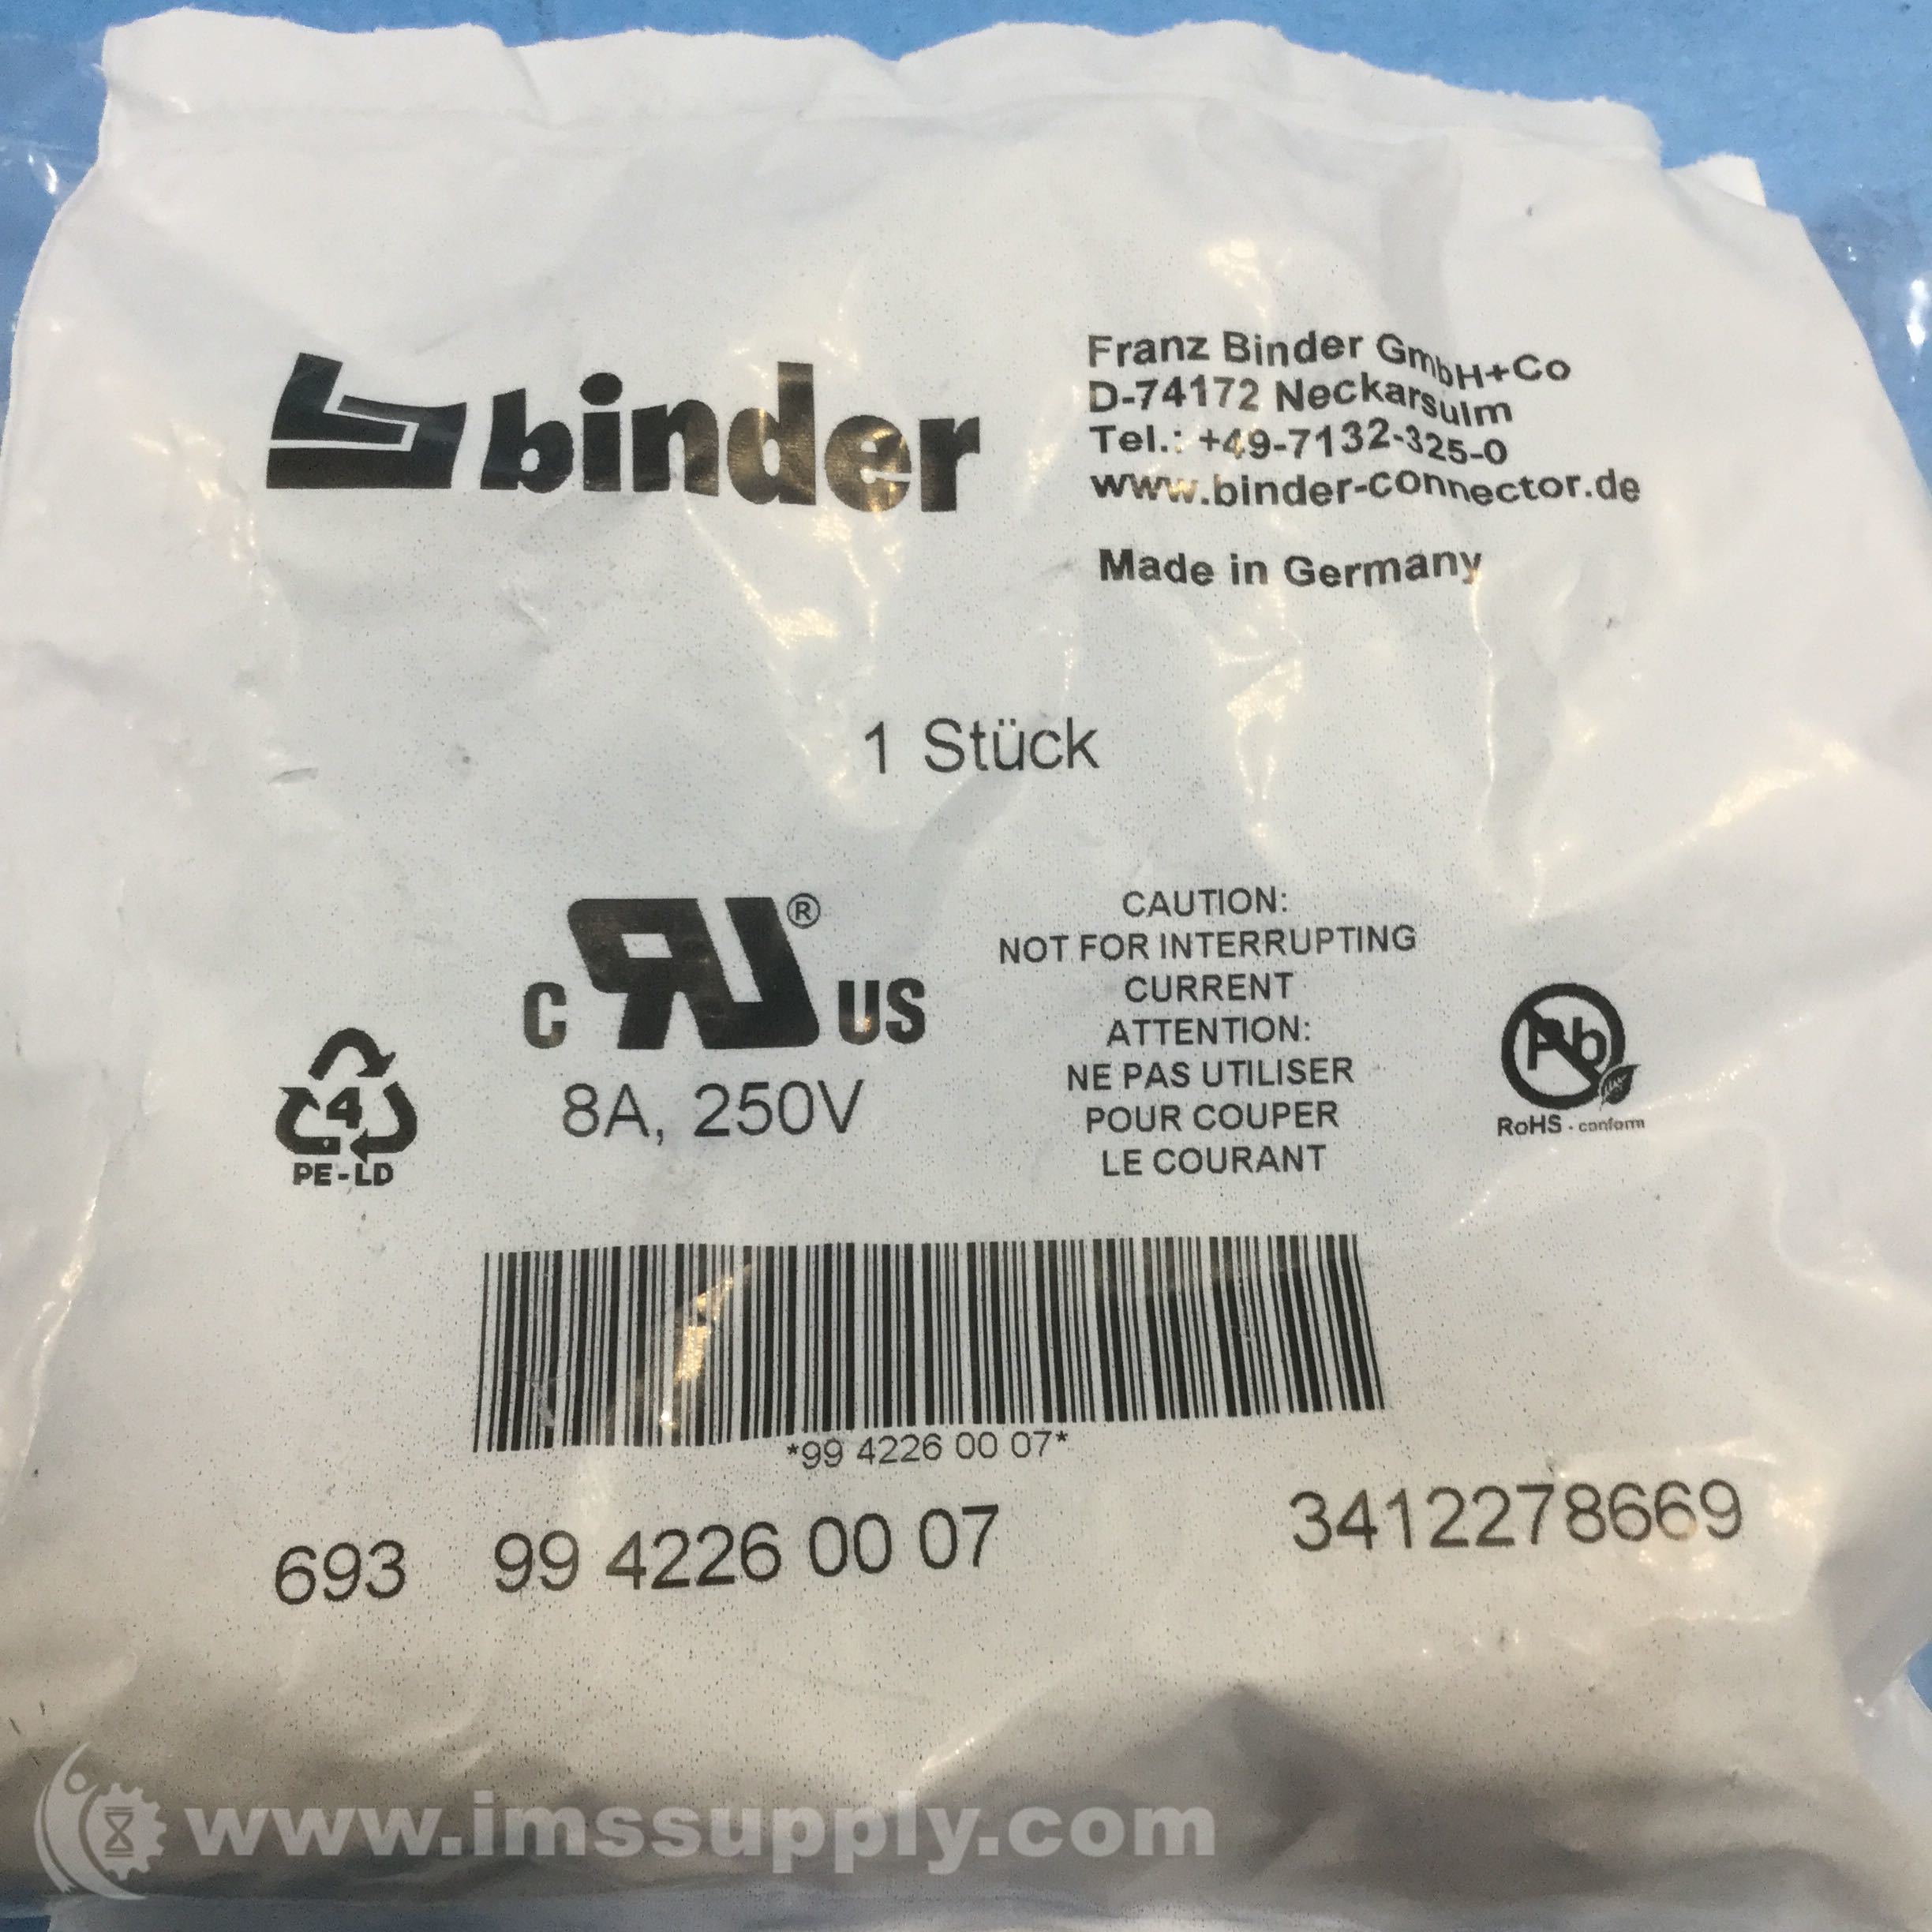 binder
Franz Binder GmbH+Co
D-74172 Neckarsulm
Tel.: +49-7132-325-0
www.binder-connector.de
Made in Germany
1 Stück
C RU® US
8A, 250V
CAUTION:
NOT FOR INTERRUPTING
CURRENT
ATTENTION:
NE PAS UTILISER
POUR COUPER
LE COURANT
4
PE-LD
Pb
RoHS - conform
*99 4226 00 07*
693 99 4226 00 07 3412278669
www.imssupply.com